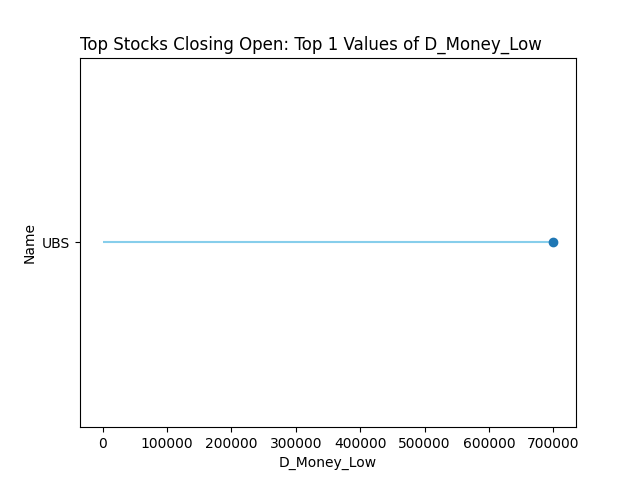 Top Stocks Closing Open: Top 1 Values of D_Money_Low
Name
UBS
0 100000 200000 300000 400000 500000 600000 700000
D_Money_Low